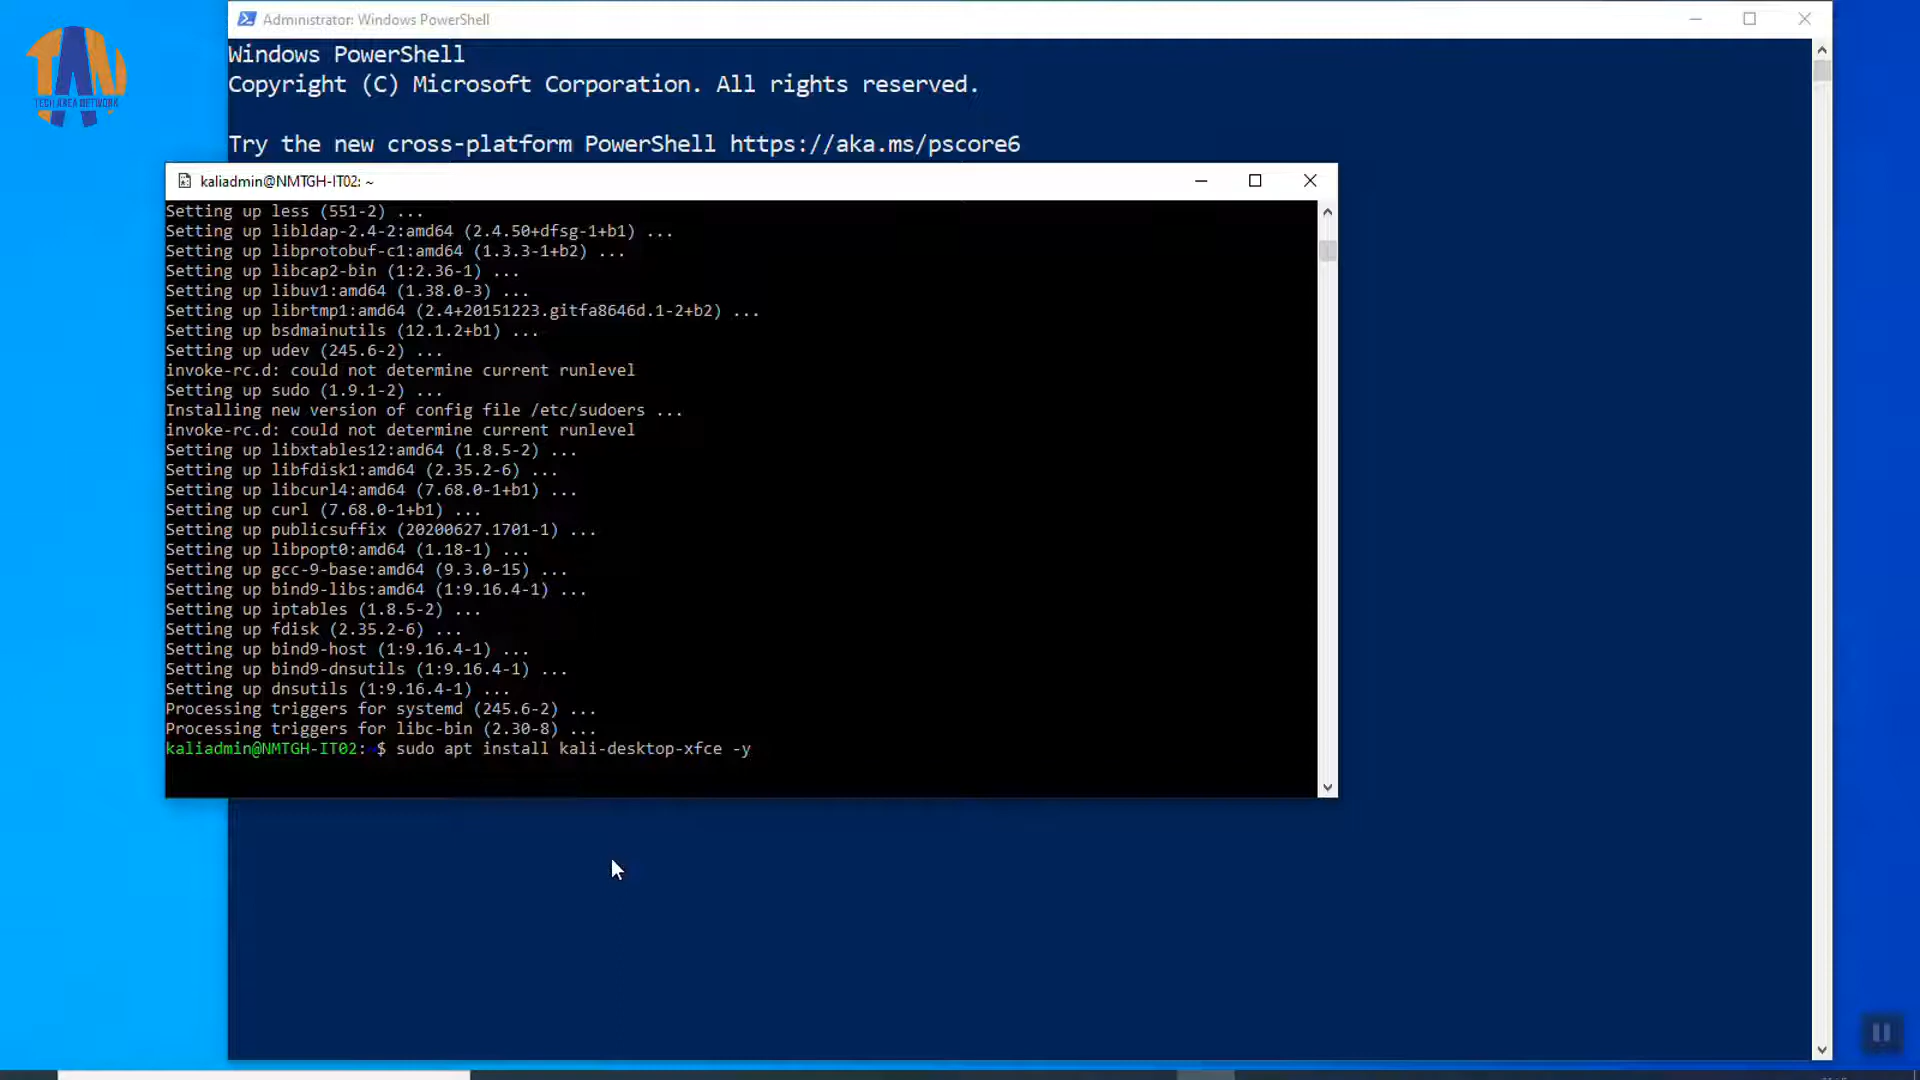 TECH AREA NETWORK
Administrator: Windows PowerShell
Windows PowerShell
Copyright (C) Microsoft Corporation. All rights reserved.
Try the new cross-platform PowerShell https://aka.ms/pscore6
kaliadmin@NMTGH-IT02: ~
Setting up less (551-2) ...
Setting up libldap-2.4-2:amd64 (2.4.50+dfsg-1+b1) ...
Setting up libprotobuf-c1:amd64 (1.3.3-1+b2) ...
Setting up libcap2-bin (1:2.36-1) ...
Setting up libuv1:amd64 (1.38.0-3) ...
Setting up librtmp1:amd64 (2.4+20151223.gitfa8646d.1-2+b2) ...
Setting up bsdmainutils (12.1.2+b1) ...
Setting up udev (245.6-2) ...
invoke-rc.d: could not determine current runlevel
Setting up sudo (1.9.1-2) ...
Installing new version of config file /etc/sudoers ...
invoke-rc.d: could not determine current runlevel
Setting up libxtables12:amd64 (1.8.5-2) ...
Setting up libfdisk1:amd64 (2.35.2-6) ...
Setting up libcurl4:amd64 (7.68.0-1+b1) ...
Setting up curl (7.68.0-1+b1) ...
Setting up publicsuffix (20200627.1701-1) ...
Setting up libpopt0:amd64 (1.18-1) ...
Setting up gcc-9-base:amd64 (9.3.0-15) ...
Setting up bind9-libs:amd64 (1:9.16.4-1) ...
Setting up iptables (1.8.5-2) ...
Setting up fdisk (2.35.2-6) ...
Setting up bind9-host (1:9.16.4-1) ...
Setting up bind9-dnsutils (1:9.16.4-1) ...
Setting up dnsutils (1:9.16.4-1) ...
Processing triggers for systemd (245.6-2) ...
Processing triggers for libc-bin (2.30-8) ...
kaliadmin@NMTGH-IT02:~$ sudo apt install kali-desktop-xfce -y